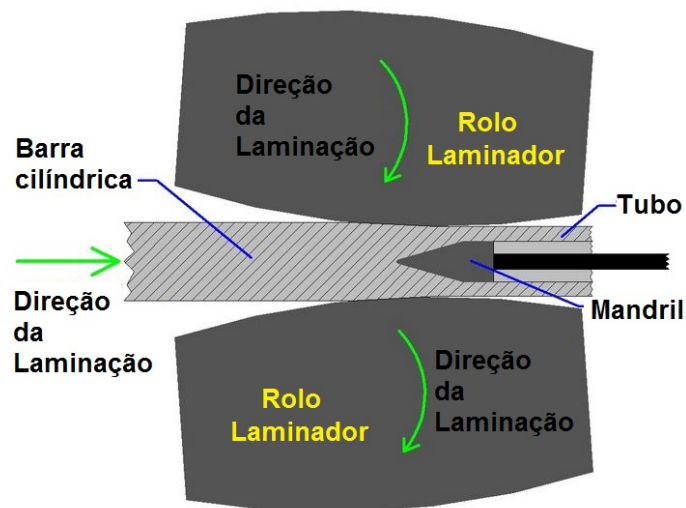 Direção
da
Laminação
Rolo
Laminador
Barra
cilíndrica
Tubo
Direção
da
Laminação
Mandril
Direção
da
Laminação
Rolo
Laminador